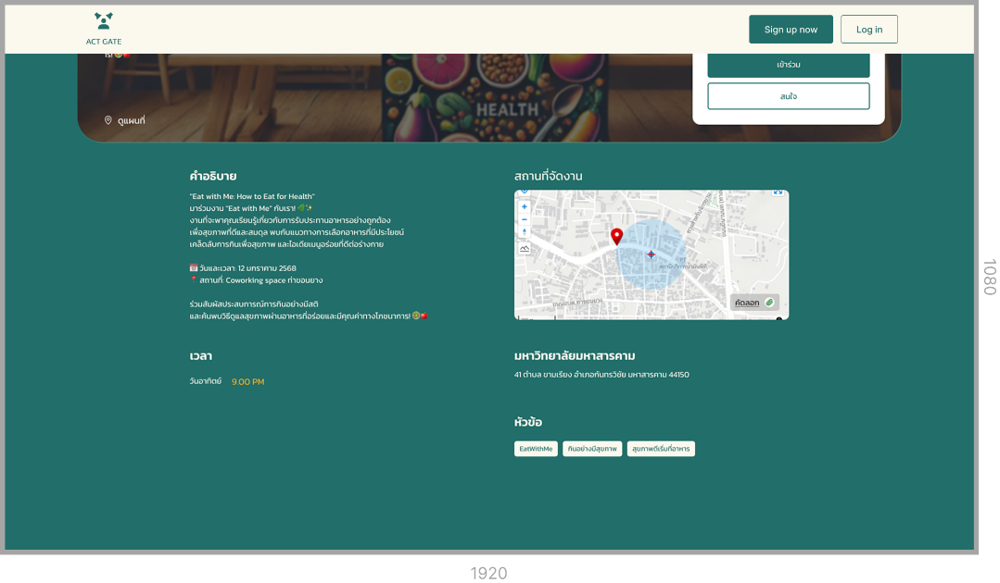 ACT GATE
Sign up now
Log in
เข้าร่วม
สนใจ
HEALTH
ดูแผนที่
คำอธิบาย
"Eat with Me: How to Eat for Health"
มาร่วมงาน "Eat with Me" กับเรา! 🌱✨
งานที่จะพาคุณเรียนรู้เกี่ยวกับการรับประทานอาหารอย่างถูกต้อง
เพื่อสุขภาพที่ดีและสมดุล พบกับแนวทางการเลือกอาหารที่มีประโยชน์
เคล็ดลับการกินเพื่อสุขภาพ และไอเดียเมนูอร่อยที่ดีต่อร่างกาย
📅 วันและเวลา: 12 มกราคม 2568
📍 สถานที่: Coworking space ท่าขอนยาง
ร่วมสัมผัสประสบการณ์การกินอย่างมีสติ
และค้นพบวิธีดูแลสุขภาพผ่านอาหารที่อร่อยและมีคุณค่าทางโภชนาการ! 🥗🍎
เวลา
วันอาทิตย์ 9.00 PM
สถานที่จัดงาน
คัดลอก
มหาวิทยาลัยมหาสารคาม
41 ตำบล ขามเรียง อำเภอกันทรวิชัย มหาสารคาม 44150
หัวข้อ
EatWithMe
กินอย่างมีสุขภาพ
สุขภาพดีเริ่มที่อาหาร
1080
1920